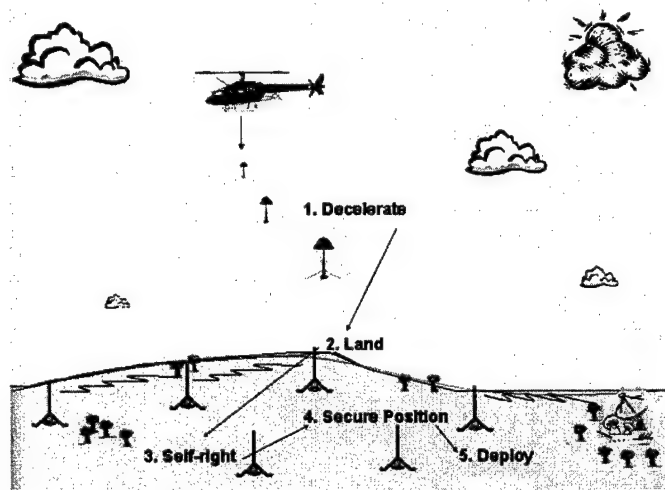 1. Decelerate
2. Land
4. Secure Position
3. Self-right
5. Deploy